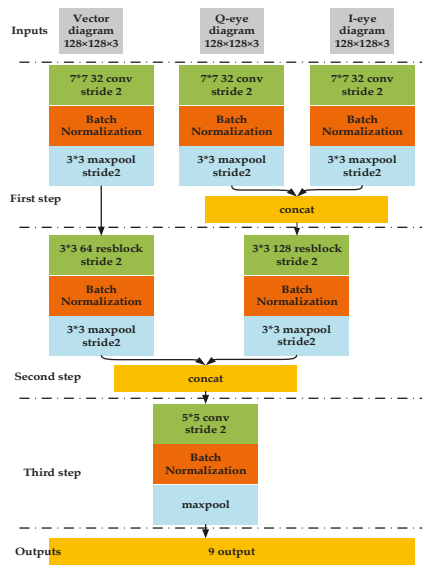 Inputs
Vector
diagram
128×128×3
Q-eye
diagram
128×128×3
I-eye
diagram
128×128×3
7*7 32 conv
stride 2
7*7 32 conv
stride 2
7*7 32 conv
stride 2
Batch
Normalization
Batch
Normalization
Batch
Normalization
3*3 maxpool
stride2
3*3 maxpool
stride2
3*3 maxpool
stride2
First step
concat
3*3 64 resblock
stride 2
3*3 128 resblock
stride 2
Batch
Normalization
Batch
Normalization
3*3 maxpool
stride2
3*3 maxpool
stride2
Second step
concat
5*5 conv
stride 2
Batch
Normalization
Third step
maxpool
Outputs
9 output